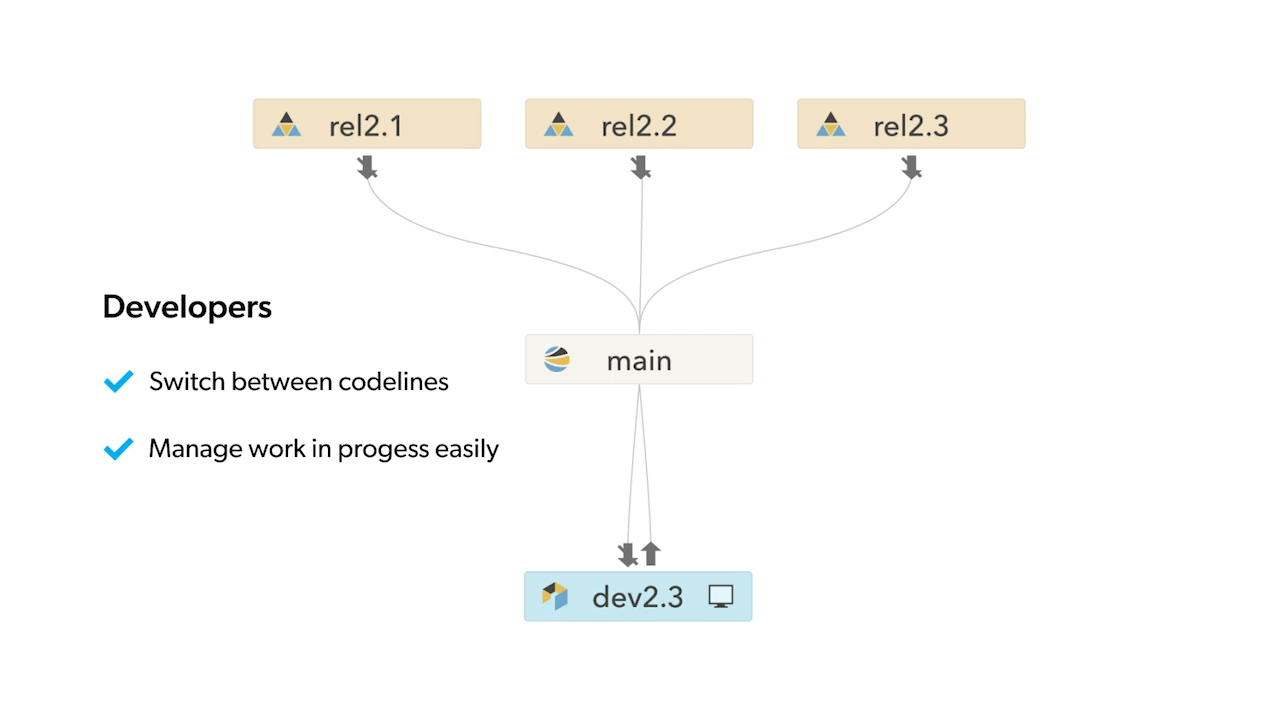 rel2.1
rel2.2
rel2.3
Developers
main
Switch between codelines
Manage work in progess easily
dev2.3